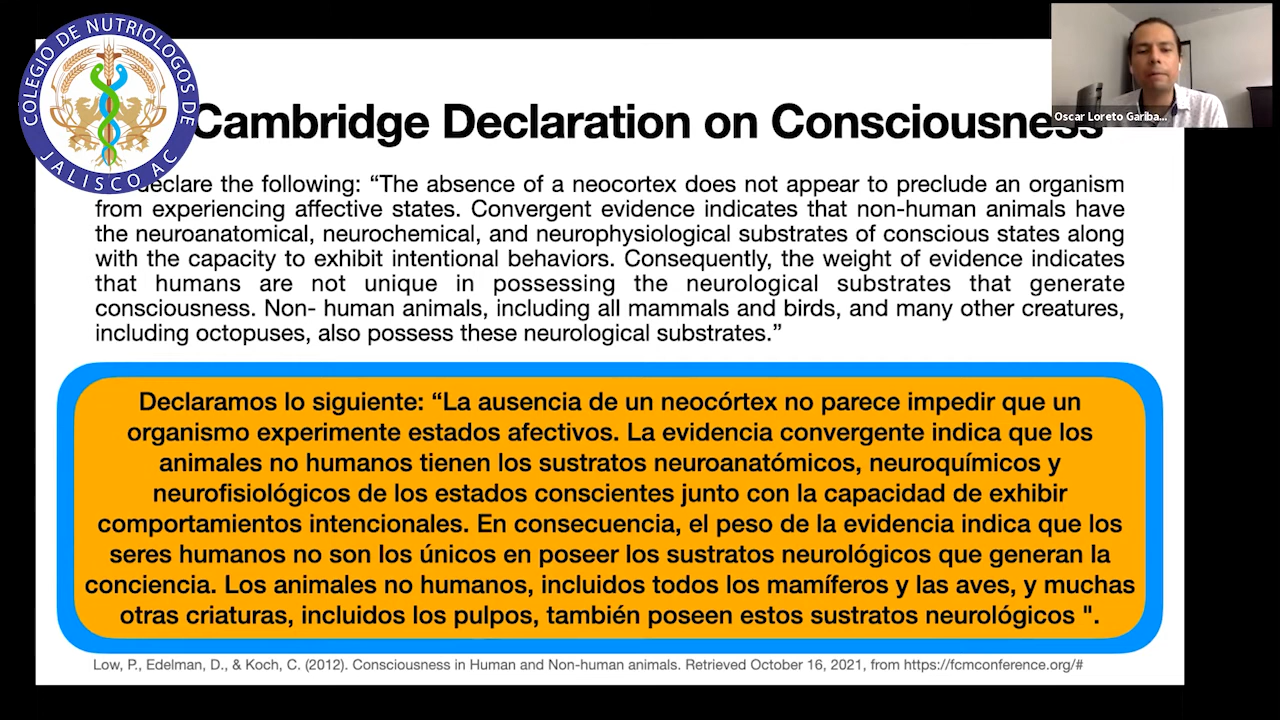 COLEGIO DE NUTRIOLOGOS DE
JALISCO AC
Oscar Loreto Gariba...
Cambridge Declaration on Consciousness
declare the following: “The absence of a neocortex does not appear to preclude an organism
from experiencing affective states. Convergent evidence indicates that non-human animals have
the neuroanatomical, neurochemical, and neurophysiological substrates of conscious states along
with the capacity to exhibit intentional behaviors. Consequently, the weight of evidence indicates
that humans are not unique in possessing the neurological substrates that generate
consciousness. Non- human animals, including all mammals and birds, and many other creatures,
including octopuses, also possess these neurological substrates.”
Declaramos lo siguiente: “La ausencia de un neocórtex no parece impedir que un
organismo experimente estados afectivos. La evidencia convergente indica que los
animales no humanos tienen los sustratos neuroanatómicos, neuroquímicos y
neurofisiológicos de los estados conscientes junto con la capacidad de exhibir
comportamientos intencionales. En consecuencia, el peso de la evidencia indica que los
seres humanos no son los únicos en poseer los sustratos neurológicos que generan la
conciencia. Los animales no humanos, incluidos todos los mamíferos y las aves, y muchas
otras criaturas, incluidos los pulpos, también poseen estos sustratos neurológicos ".
Low, P., Edelman, D., & Koch, C. (2012). Consciousness in Human and Non-human animals. Retrieved October 16, 2021, from https://fcmconference.org/#